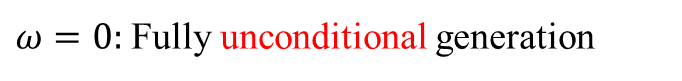 ω = 0: Fully unconditional generation